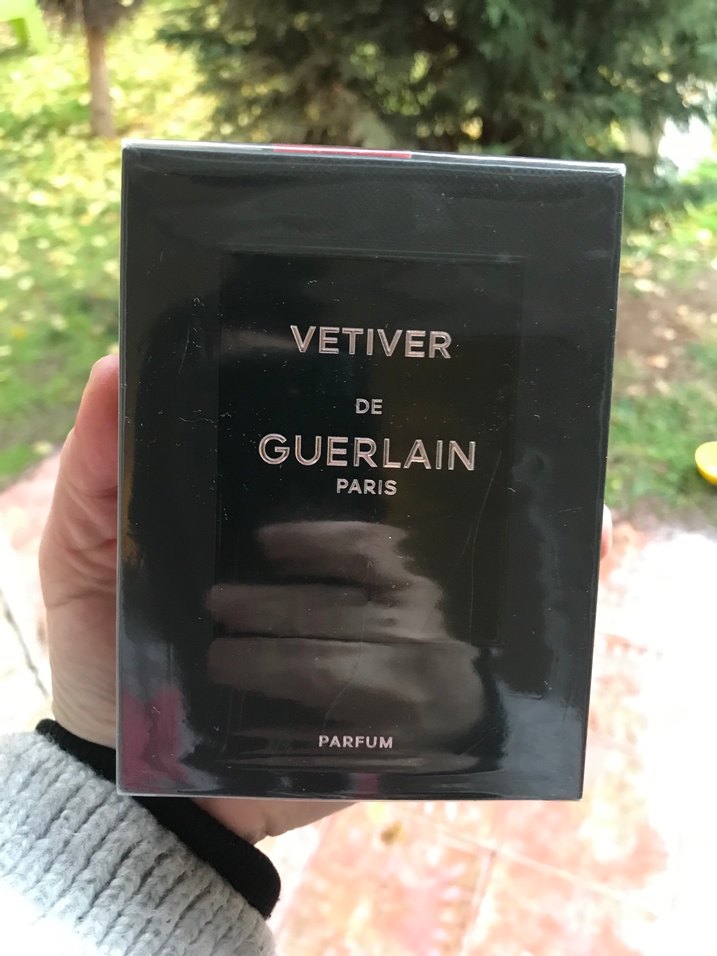 VETIVER
DE
GUERLAIN
PARIS
PARFUM